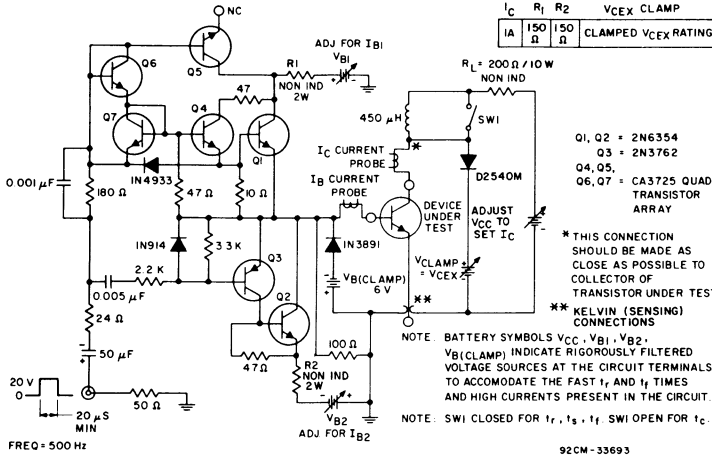 IC R1 R2 VCEX CLAMP
1A 150 Ω 150 Ω CLAMPED VCEX RATING
NC
Q6
Q5
ADJ FOR IB1
VB1
+ -
R1
NON IND
2W
RL = 200 Ω / 10 W
NON IND
47
Q7
Q4
Q1
450 μH
SW1
IC CURRENT
PROBE
*
0.001 μF
180Ω
1N4933
47 Ω
10 Ω
IB CURRENT
PROBE
D2540M
Q1, Q2 = 2N6354
Q3 = 2N3762
Q4, Q5,
Q6, Q7 = CA3725 QUAD
TRANSISTOR
ARRAY
DEVICE
UNDER
TEST
ADJUST
VCC TO
SET IC
1N914
3.3 K
Q3
1N3891
VCLAMP =
VCEX
* THIS CONNECTION
SHOULD BE MADE AS
CLOSE AS POSSIBLE TO
COLLECTOR OF
TRANSISTOR UNDER TEST
2.2 K
0.005 μF
Q2
VB(CLAMP)
6 V
**
** KELVIN (SENSING)
CONNECTIONS
24 Ω
50 μF
47Ω
100 Ω
R2
NON IND
2W
NOTE: BATTERY SYMBOLS VCC, VB1, VB2,
VB(CLAMP) INDICATE RIGOROUSLY FILTERED
VOLTAGE SOURCES AT THE CIRCUIT TERMINALS
TO ACCOMODATE THE FAST tr AND tf TIMES
AND HIGH CURRENTS PRESENT IN THE CIRCUIT.
20 V
0
20 μS
MIN
50 Ω
+ -
VB2
ADJ FOR IB2
NOTE: SW1 CLOSED FOR tr, ts, tf. SW1 OPEN FOR tc.
FREQ = 500 Hz
92CM-33693